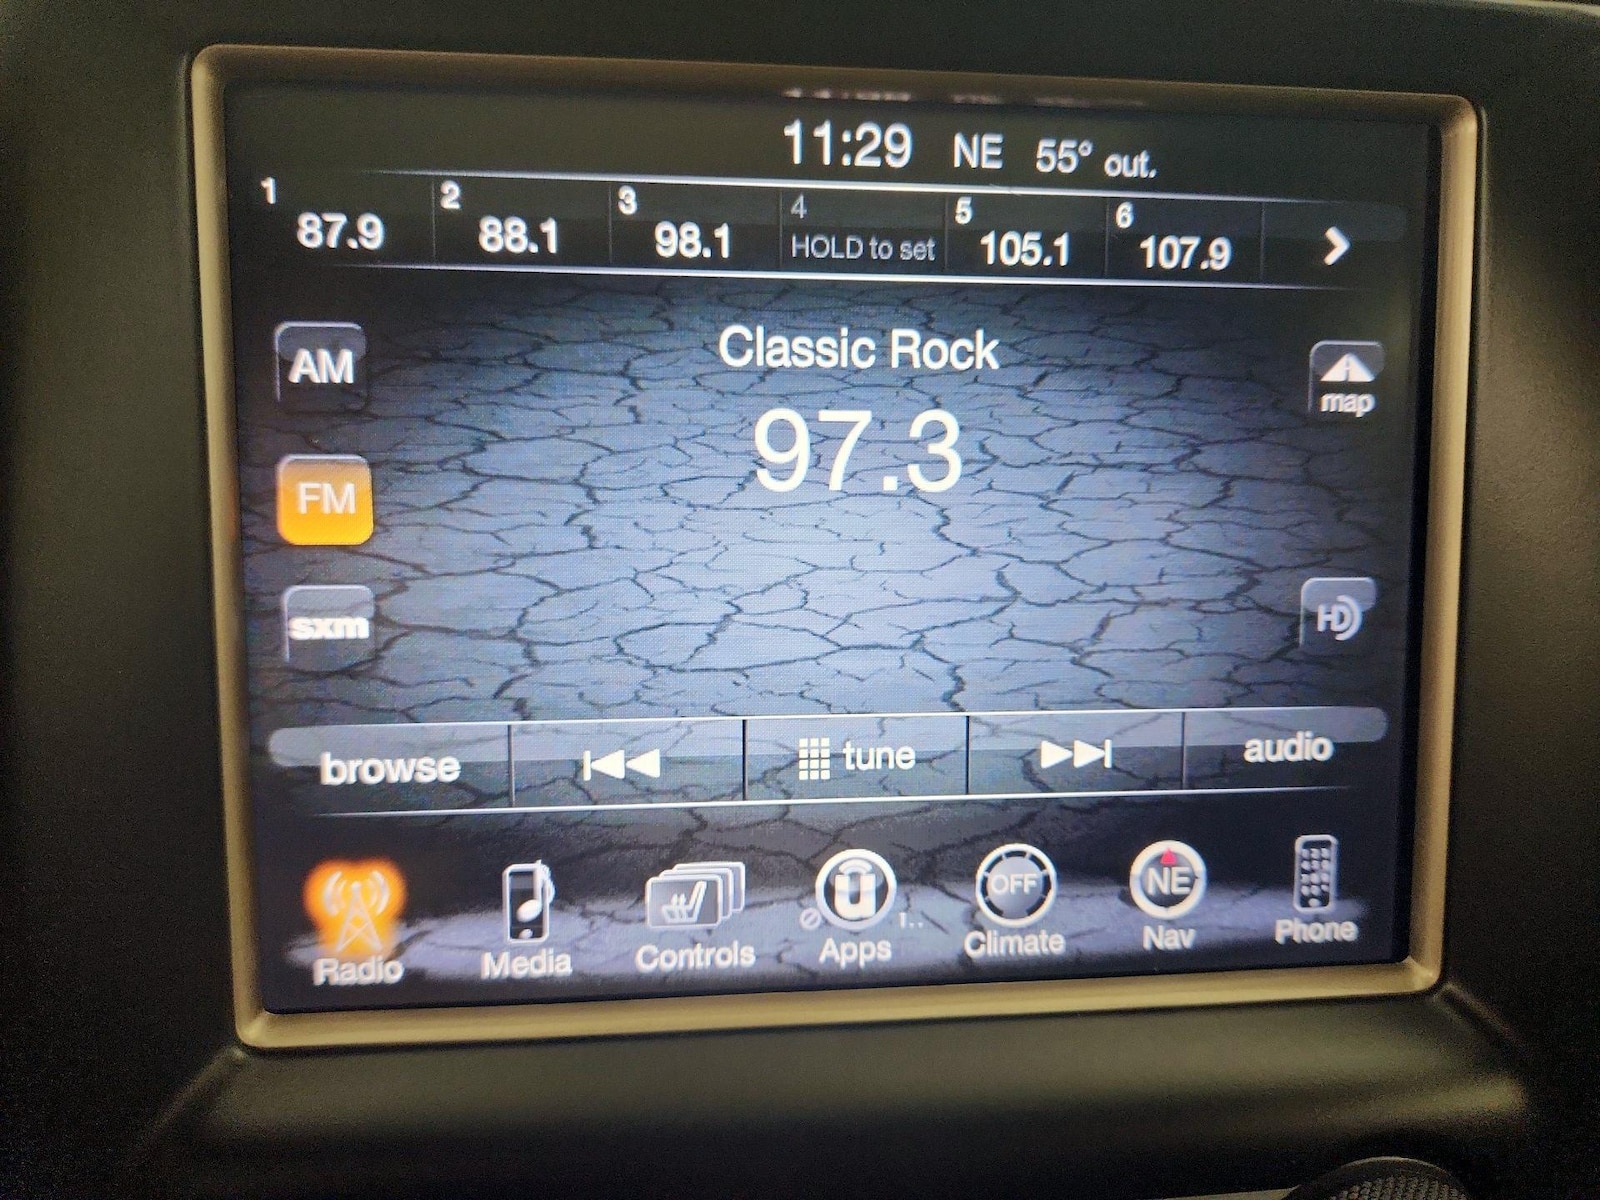 11:29 NE 55° out.
1 2 3 4 5 6
87.9 88.1 98.1 HOLD to set 105.1 107.9
AM Classic Rock map
97.3
FM
sxm HD
browse tune audio
OFF NE
Radio Media Controls Apps Climate Nav Phone